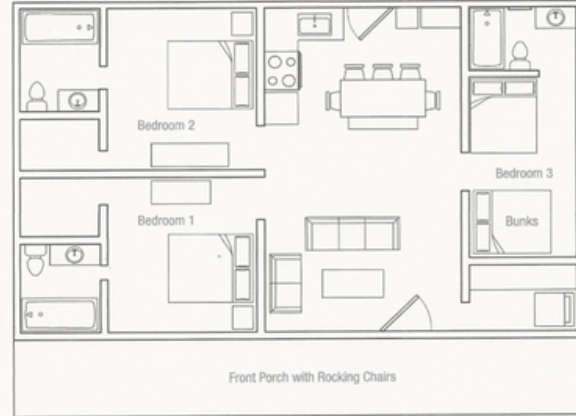 Bedroom 2
Bedroom 3
Bedroom 1
Bunks
Front Porch with Rocking Chairs